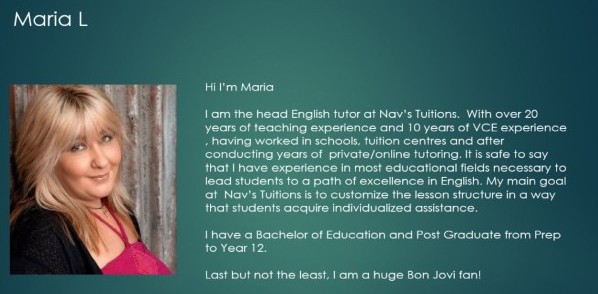 Maria L
Hi I'm Maria
I am the head English tutor at Nav's Tuitions. With over 20
years of teaching experience and 10 years of VCE experience
, having worked in schools, tuition centres and after
conducting years of private/online tutoring. It is safe to say
that I have experience in most educational fields necessary to
lead students to a path of excellence in English. My main goal
at Nav's Tuitions is to customize the lesson structure in a way
that students acquire individualized assistance.
I have a Bachelor of Education and Post Graduate from Prep
to Year 12.
Last but not the least, I am a huge Bon Jovi fan!